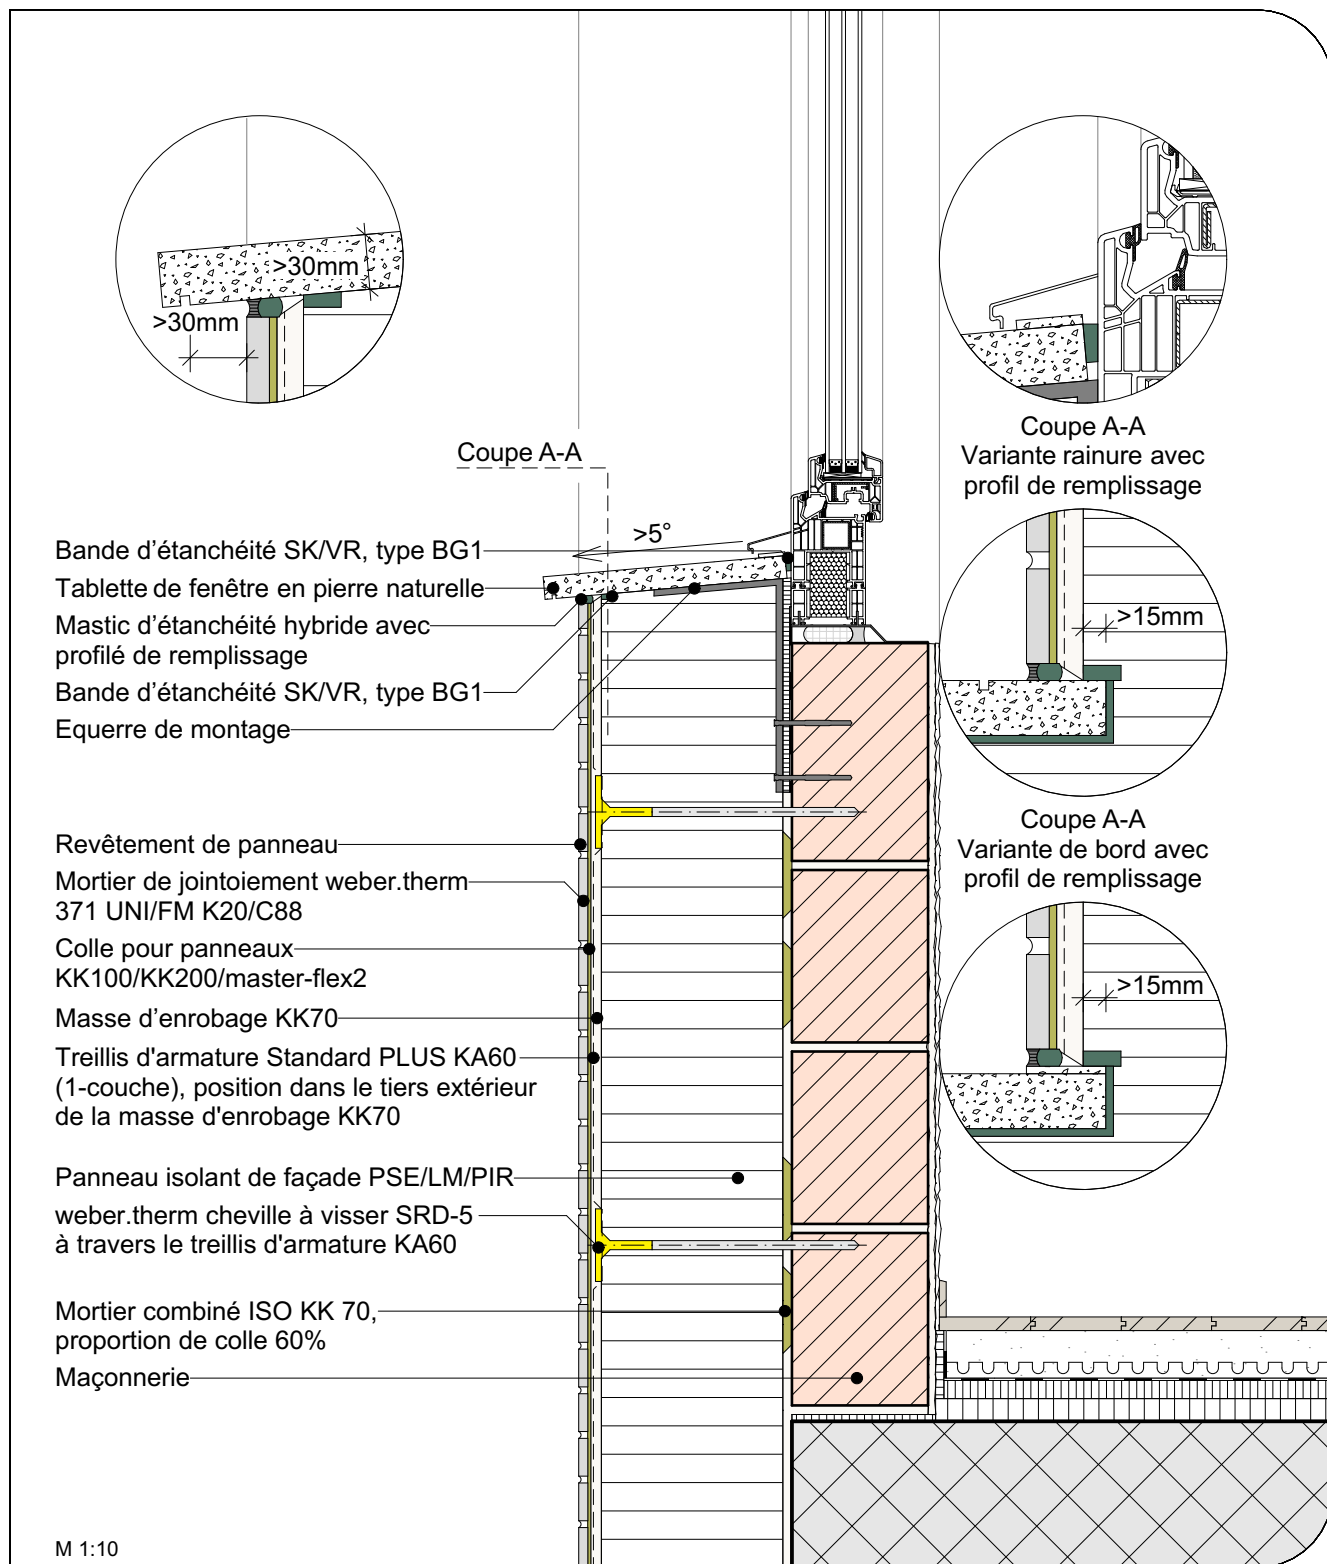 >30mm
>30mm
Coupe A-A
>5°
Bande d’étanchéité SK/VR, type BG1
Tablette de fenêtre en pierre naturelle
Mastic d’étanchéité hybride avec
profilé de remplissage
Bande d’étanchéité SK/VR, type BG1
Equerre de montage
Revêtement de panneau
Mortier de jointoiement weber.therm
371 UNI/FM K20/C88
Colle pour panneaux
KK100/KK200/master-flex2
Masse d’enrobage KK70
Treillis d'armature Standard PLUS KA60
(1-couche), position dans le tiers extérieur
de la masse d'enrobage KK70
Panneau isolant de façade PSE/LM/PIR
weber.therm cheville à visser SRD-5
à travers le treillis d'armature KA60
Mortier combiné ISO KK 70,
proportion de colle 60%
Maçonnerie
Coupe A-A
Variante rainure avec
profil de remplissage
>15mm
Coupe A-A
Variante de bord avec
profil de remplissage
>15mm
M 1:10